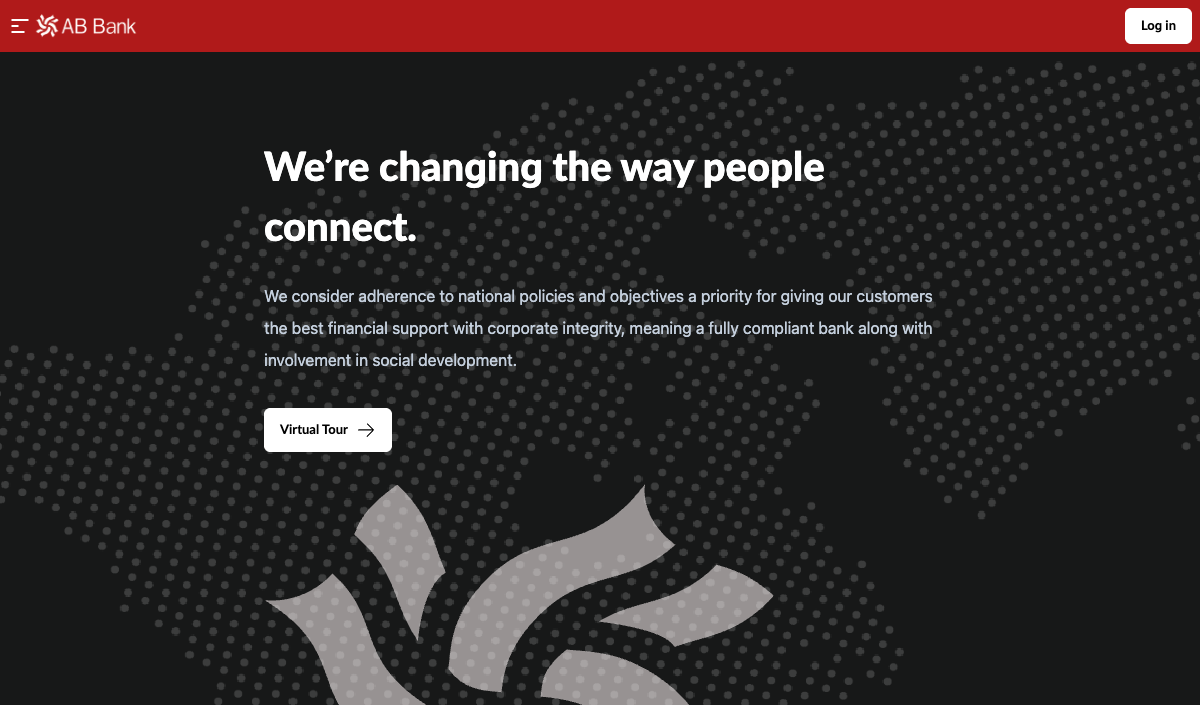 AB Bank
Log in
We’re changing the way people
connect.
We consider adherence to national policies and objectives a priority for giving our customers
the best financial support with corporate integrity, meaning a fully compliant bank along with
involvement in social development.
Virtual Tour